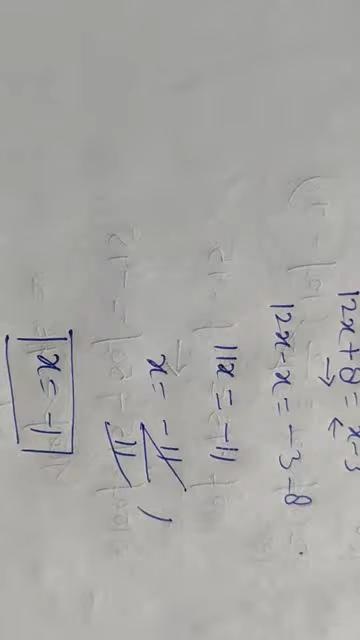 12x + 8 = x - 3
12x - x = -3 - 8
11x = -11
x = -11/11
x = -1